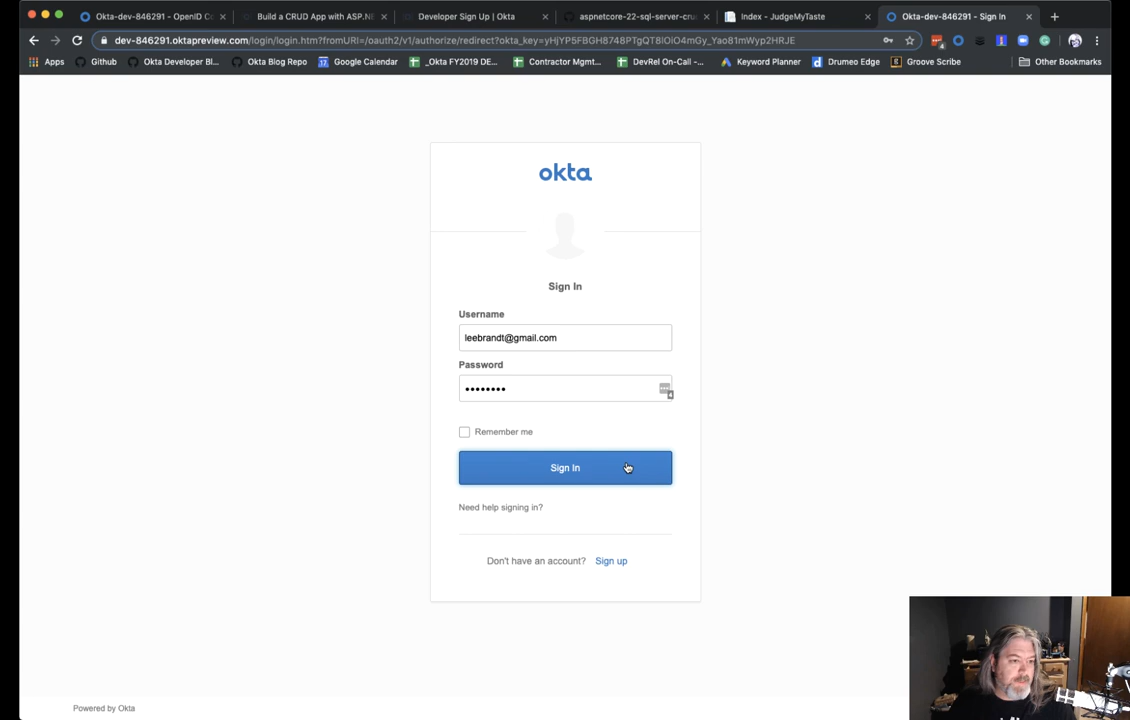 Okta-dev-846291 - OpenID Co
Build a CRUD App with ASP.NE
Developer Sign Up | Okta
aspnetcore-22-sql-server-cru
Index - JudgeMyTaste
Okta-dev-846291 - Sign In
dev-846291.oktapreview.com/login/login.htm?fromURI=/oauth2/v1/authorize/redirect?okta_key=yHjYP5FBGH8748PTgQT8lOiO4mGy_Yao81mWyp2HRJE
Apps
Github
Okta Developer Bl...
Okta Blog Repo
Google Calendar
_Okta FY2019 DE...
Contractor Mgmt...
DevRel On-Call -...
Keyword Planner
Drumeo Edge
Groove Scribe
Other Bookmarks
okta
Sign In
Username
leebrandt@gmail.com
Password
••••••••
Remember me
Sign In
Need help signing in?
Don't have an account? Sign up
Powered by Okta